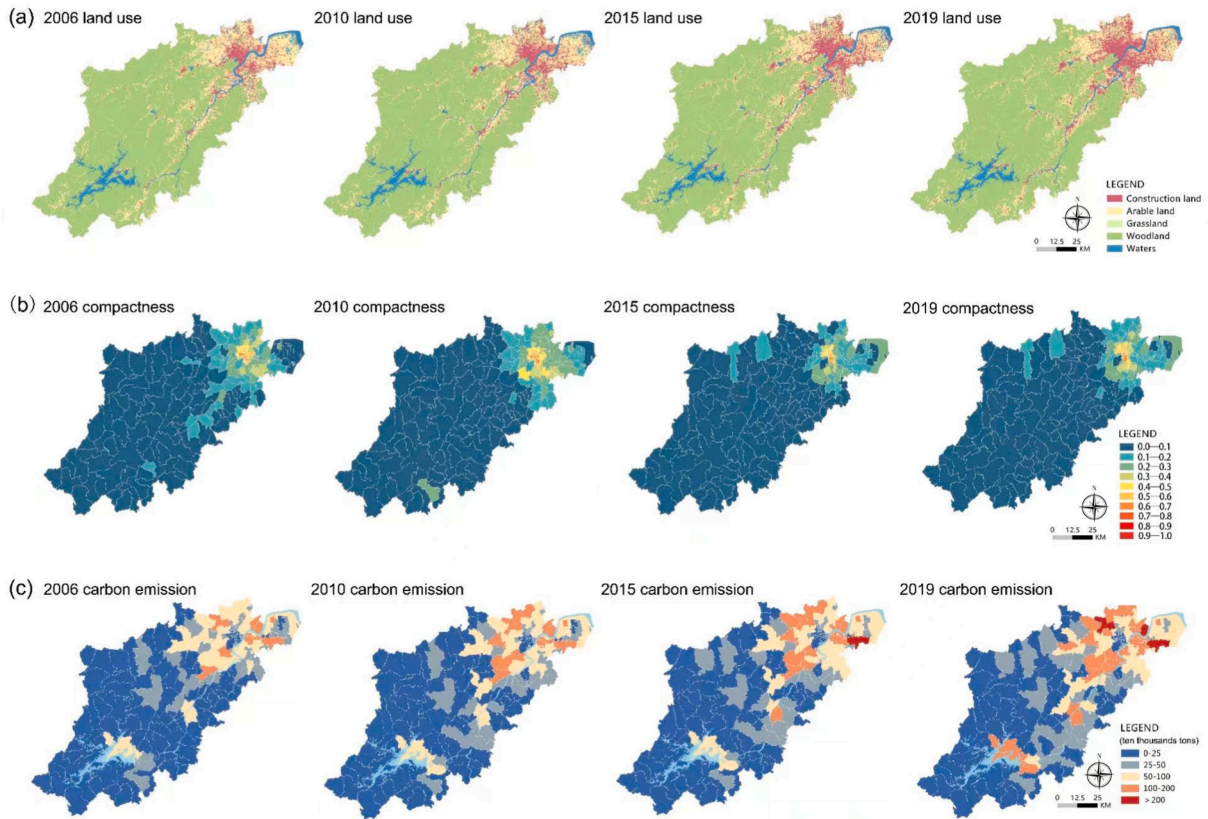 (a) 2006 land use 2010 land use 2015 land use 2019 land use
LEGEND
Construction land
Arable land
Grassland
Woodland
Waters
N
0 12.5 25
KM
(b) 2006 compactness 2010 compactness 2015 compactness 2019 compactness
LEGEND
0.0—0.1
0.1—0.2
0.2—0.3
0.3—0.4
0.4—0.5
0.5—0.6
0.6—0.7
0.7—0.8
0.8—0.9
0.9—1.0
N
0 12.5 25
KM
(c) 2006 carbon emission 2010 carbon emission 2015 carbon emission 2019 carbon emission
LEGEND
(ten thousands tons)
0-25
25-50
50-100
100-200
>200
N
0 12.5 25
KM